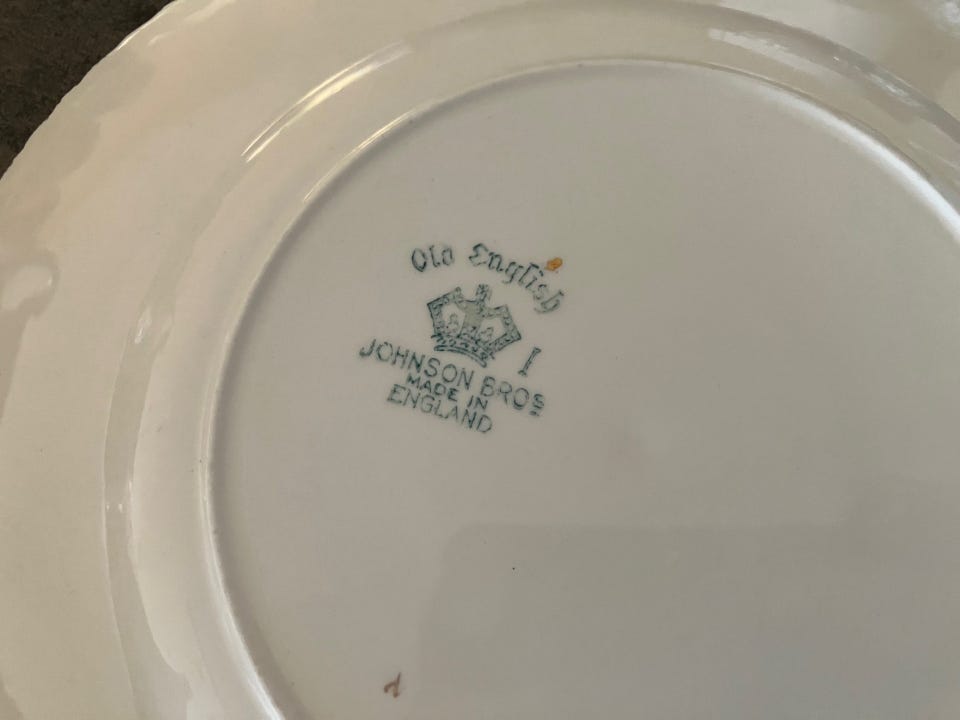 Old English
I
JOHNSON BROS
MADE IN
ENGLAND